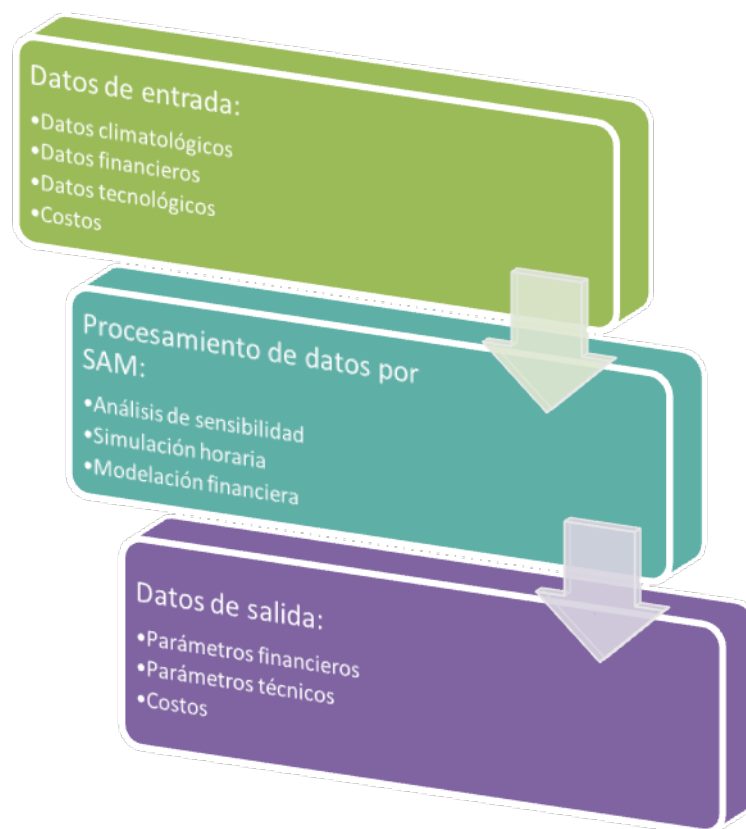 Datos de entrada:
•Datos climatológicos
•Datos financieros
•Datos tecnológicos
•Costos
Procesamiento de datos por
SAM:
•Análisis de sensibilidad
•Simulación horaria
•Modelación financiera
Datos de salida:
•Parámetros financieros
•Parámetros técnicos
•Costos